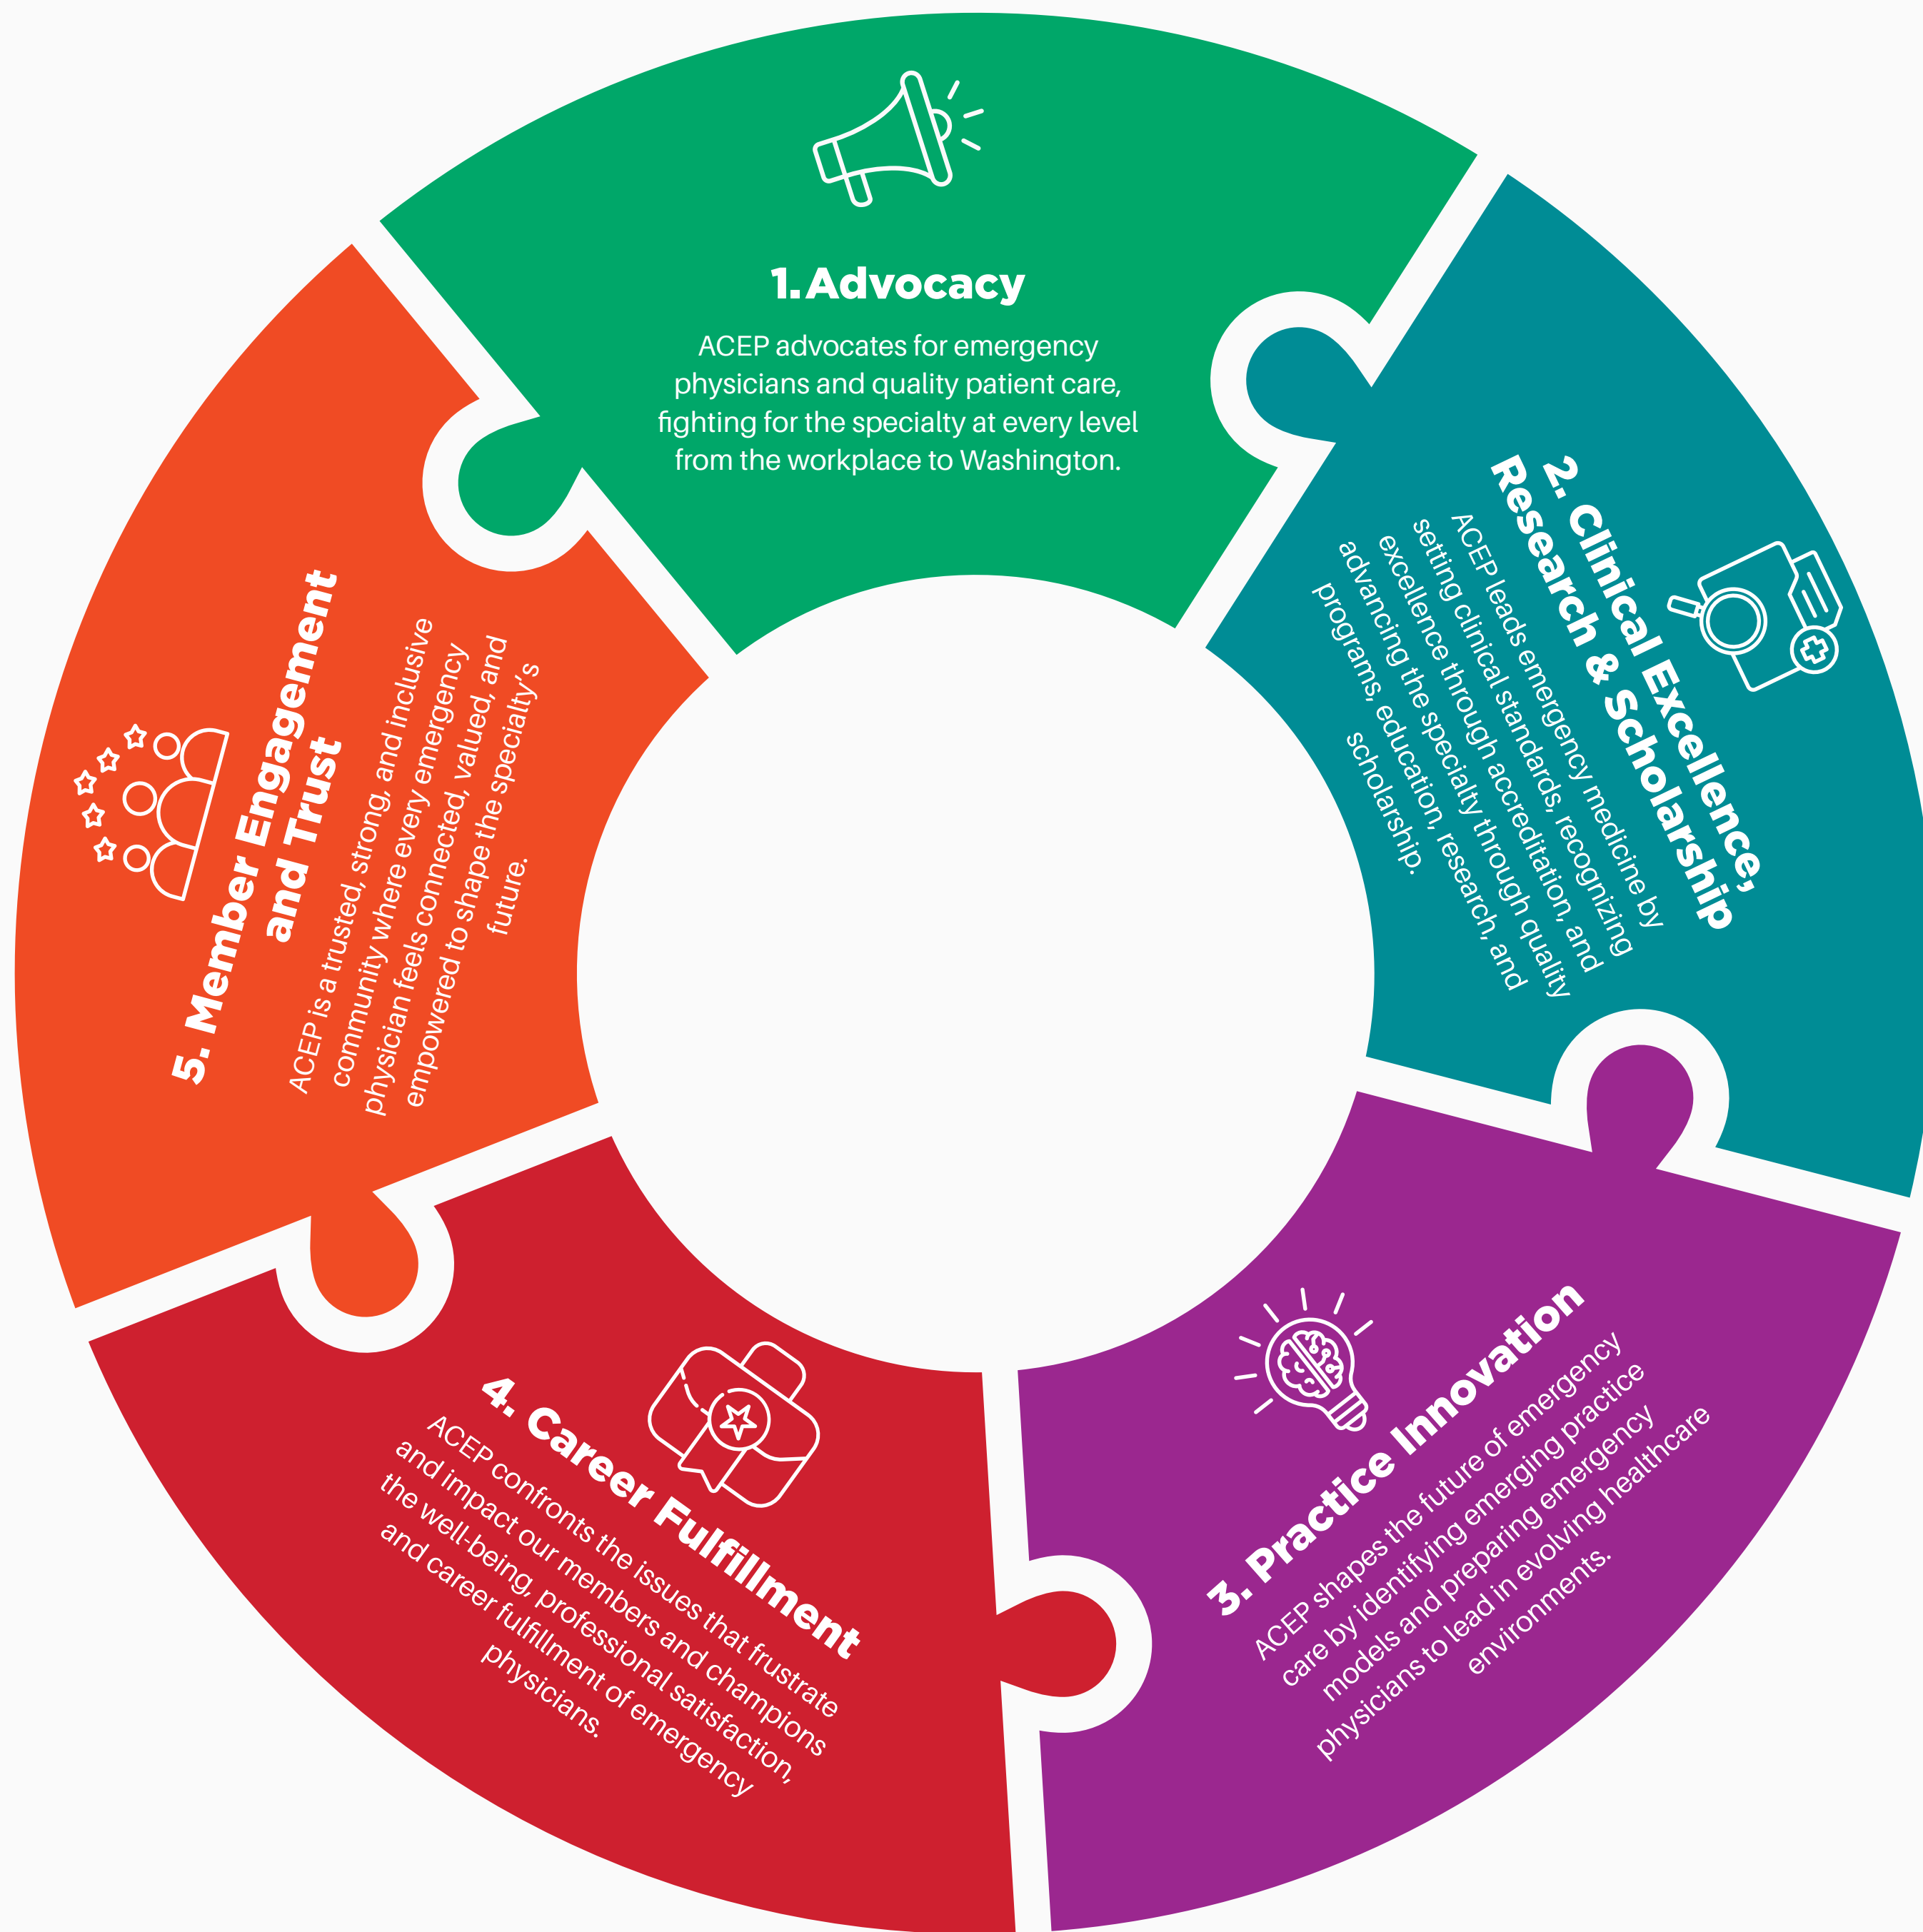 1. Advocacy
ACEP advocates for emergency
physicians and quality patient care,
fighting for the specialty at every level
from the workplace to Washington.
2. Clinical Excellence,
Research & Scholarship
ACEP leads emergency medicine by
setting clinical standards, recognizing
excellence through accreditation, and
advancing the specialty through quality
programs, education, research, and
scholarship.
3. Practice Innovation
ACEP shapes the future of emergency
care by identifying emerging practice
models and preparing emergency
physicians to lead in evolving healthcare
environments.
4. Career Fulfillment
ACEP confronts the issues that frustrate
and impact our members and champions
the well-being, professional satisfaction,
and career fulfillment of emergency
physicians.
5. Member Engagement
and Trust
ACEP is a trusted, strong, and inclusive
community where every emergency
physician feels connected, valued, and
empowered to shape the specialty's
future.